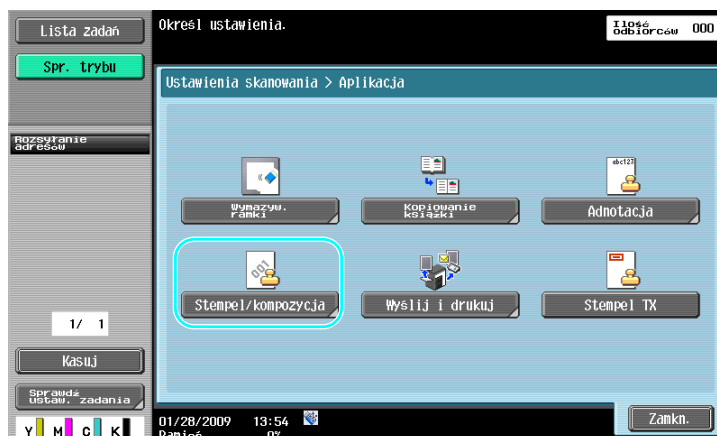 Lista zadań
Określ ustawienia.
Ilość
odbiorców
000
Spr. trybu
Ustawienia skanowania > Aplikacja
Rozsyłanie
adresów
abc123
Wymazyw.
ramki
Kopiowanie
książki
Adnotacja
001
Stempel/kompozycja
Wyślij i drukuj
Stempel TX
1/ 1
Kasuj
Sprawdź
ustaw. zadania
Zamkn.
01/28/2009 13:54
Pamięć 0%
Y M C K